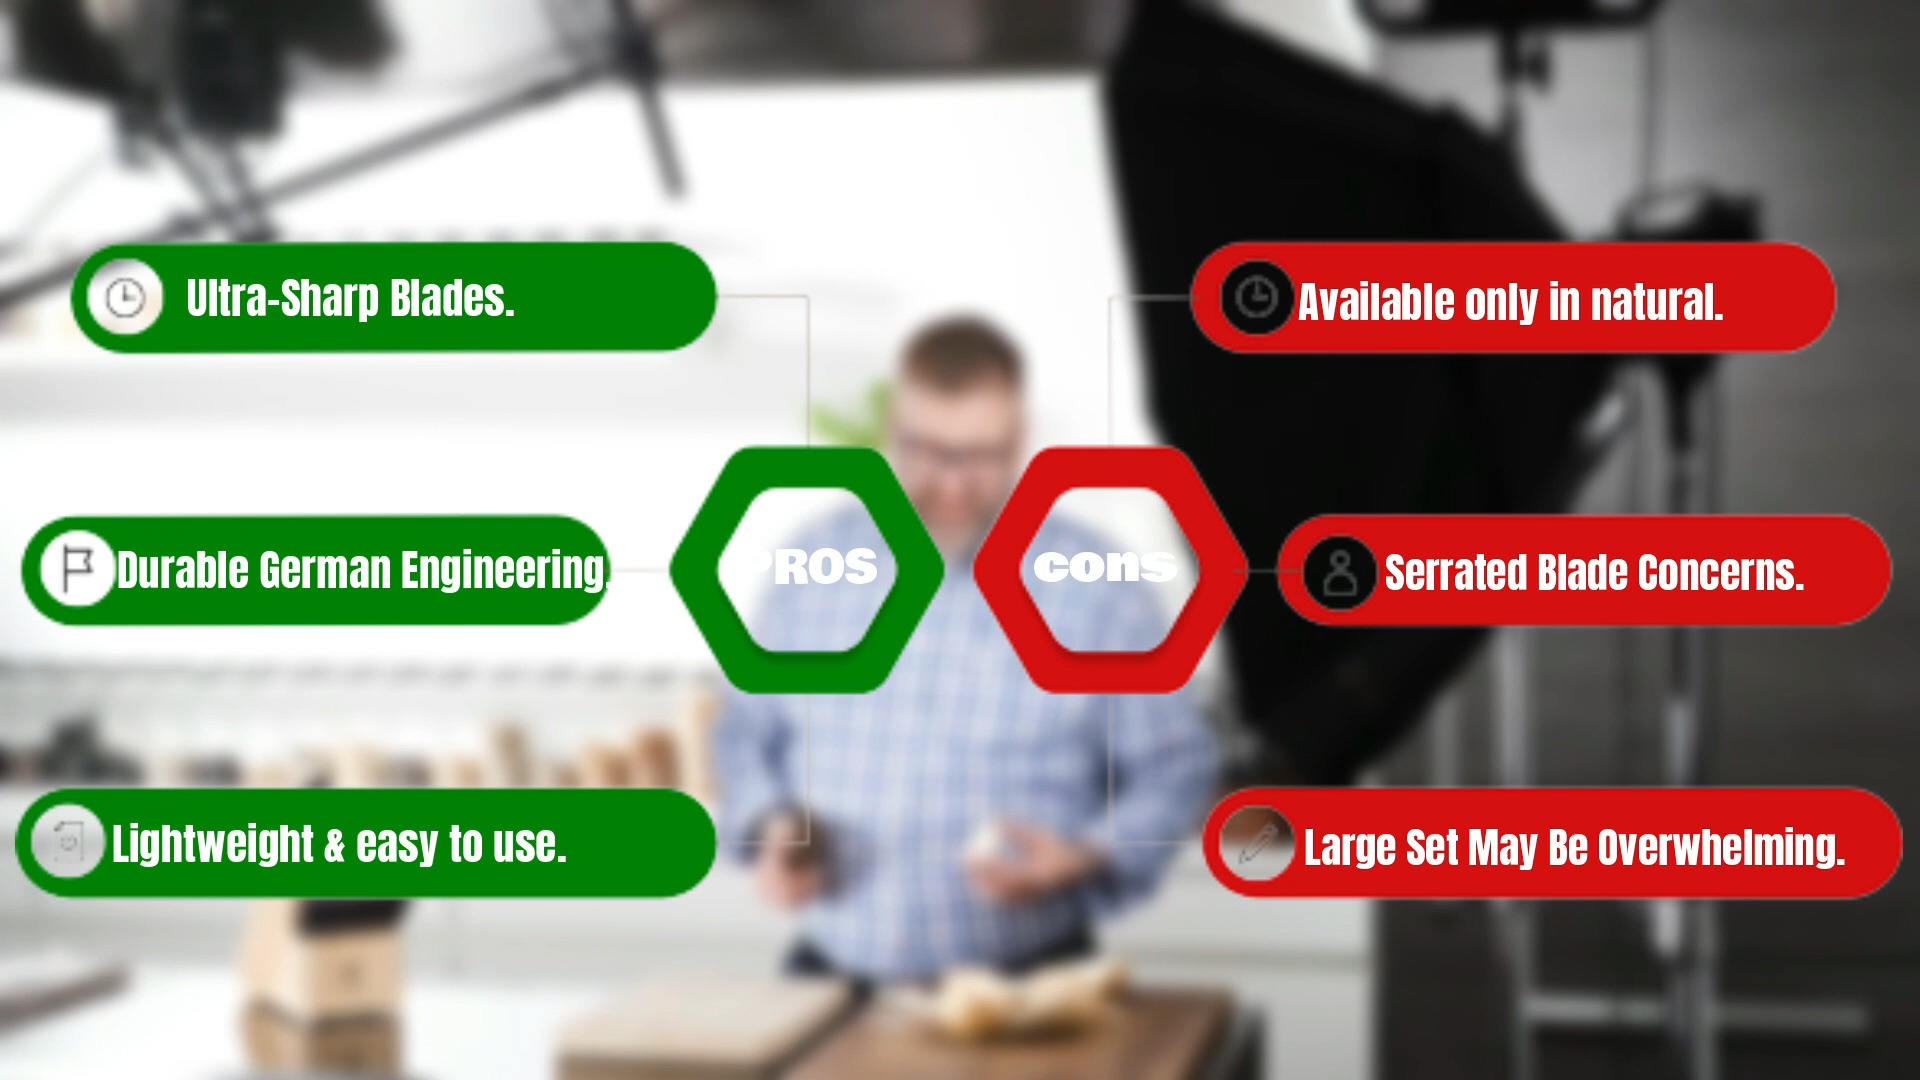 Ultra-Sharp Blades.
Durable German Engineering.
Lightweight & easy to use.
PROS
cons
Available only in natural.
Serrated Blade Concerns.
Large Set May Be Overwhelming.